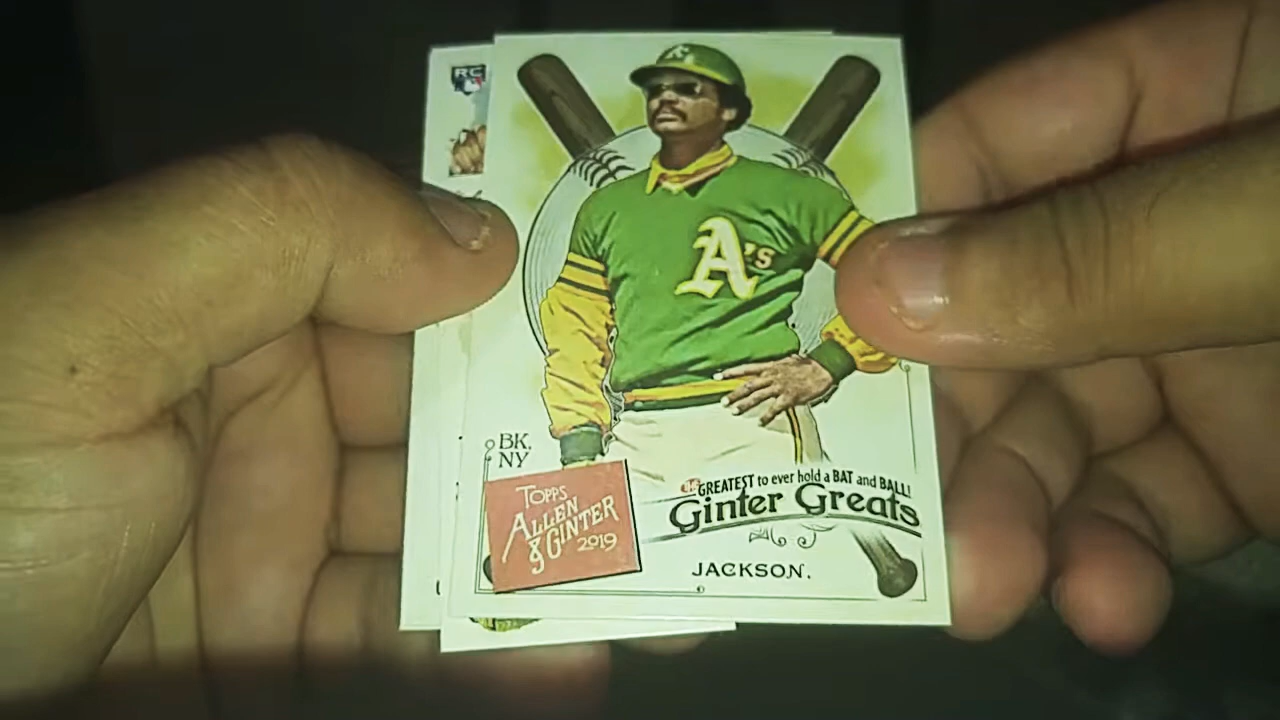 RC
A
A's
BK.
NY
TOPPS
ALLEN
& GINTER
2019
THE GREATEST to ever hold a BAT and BALL!
Ginter Greats
JACKSON.